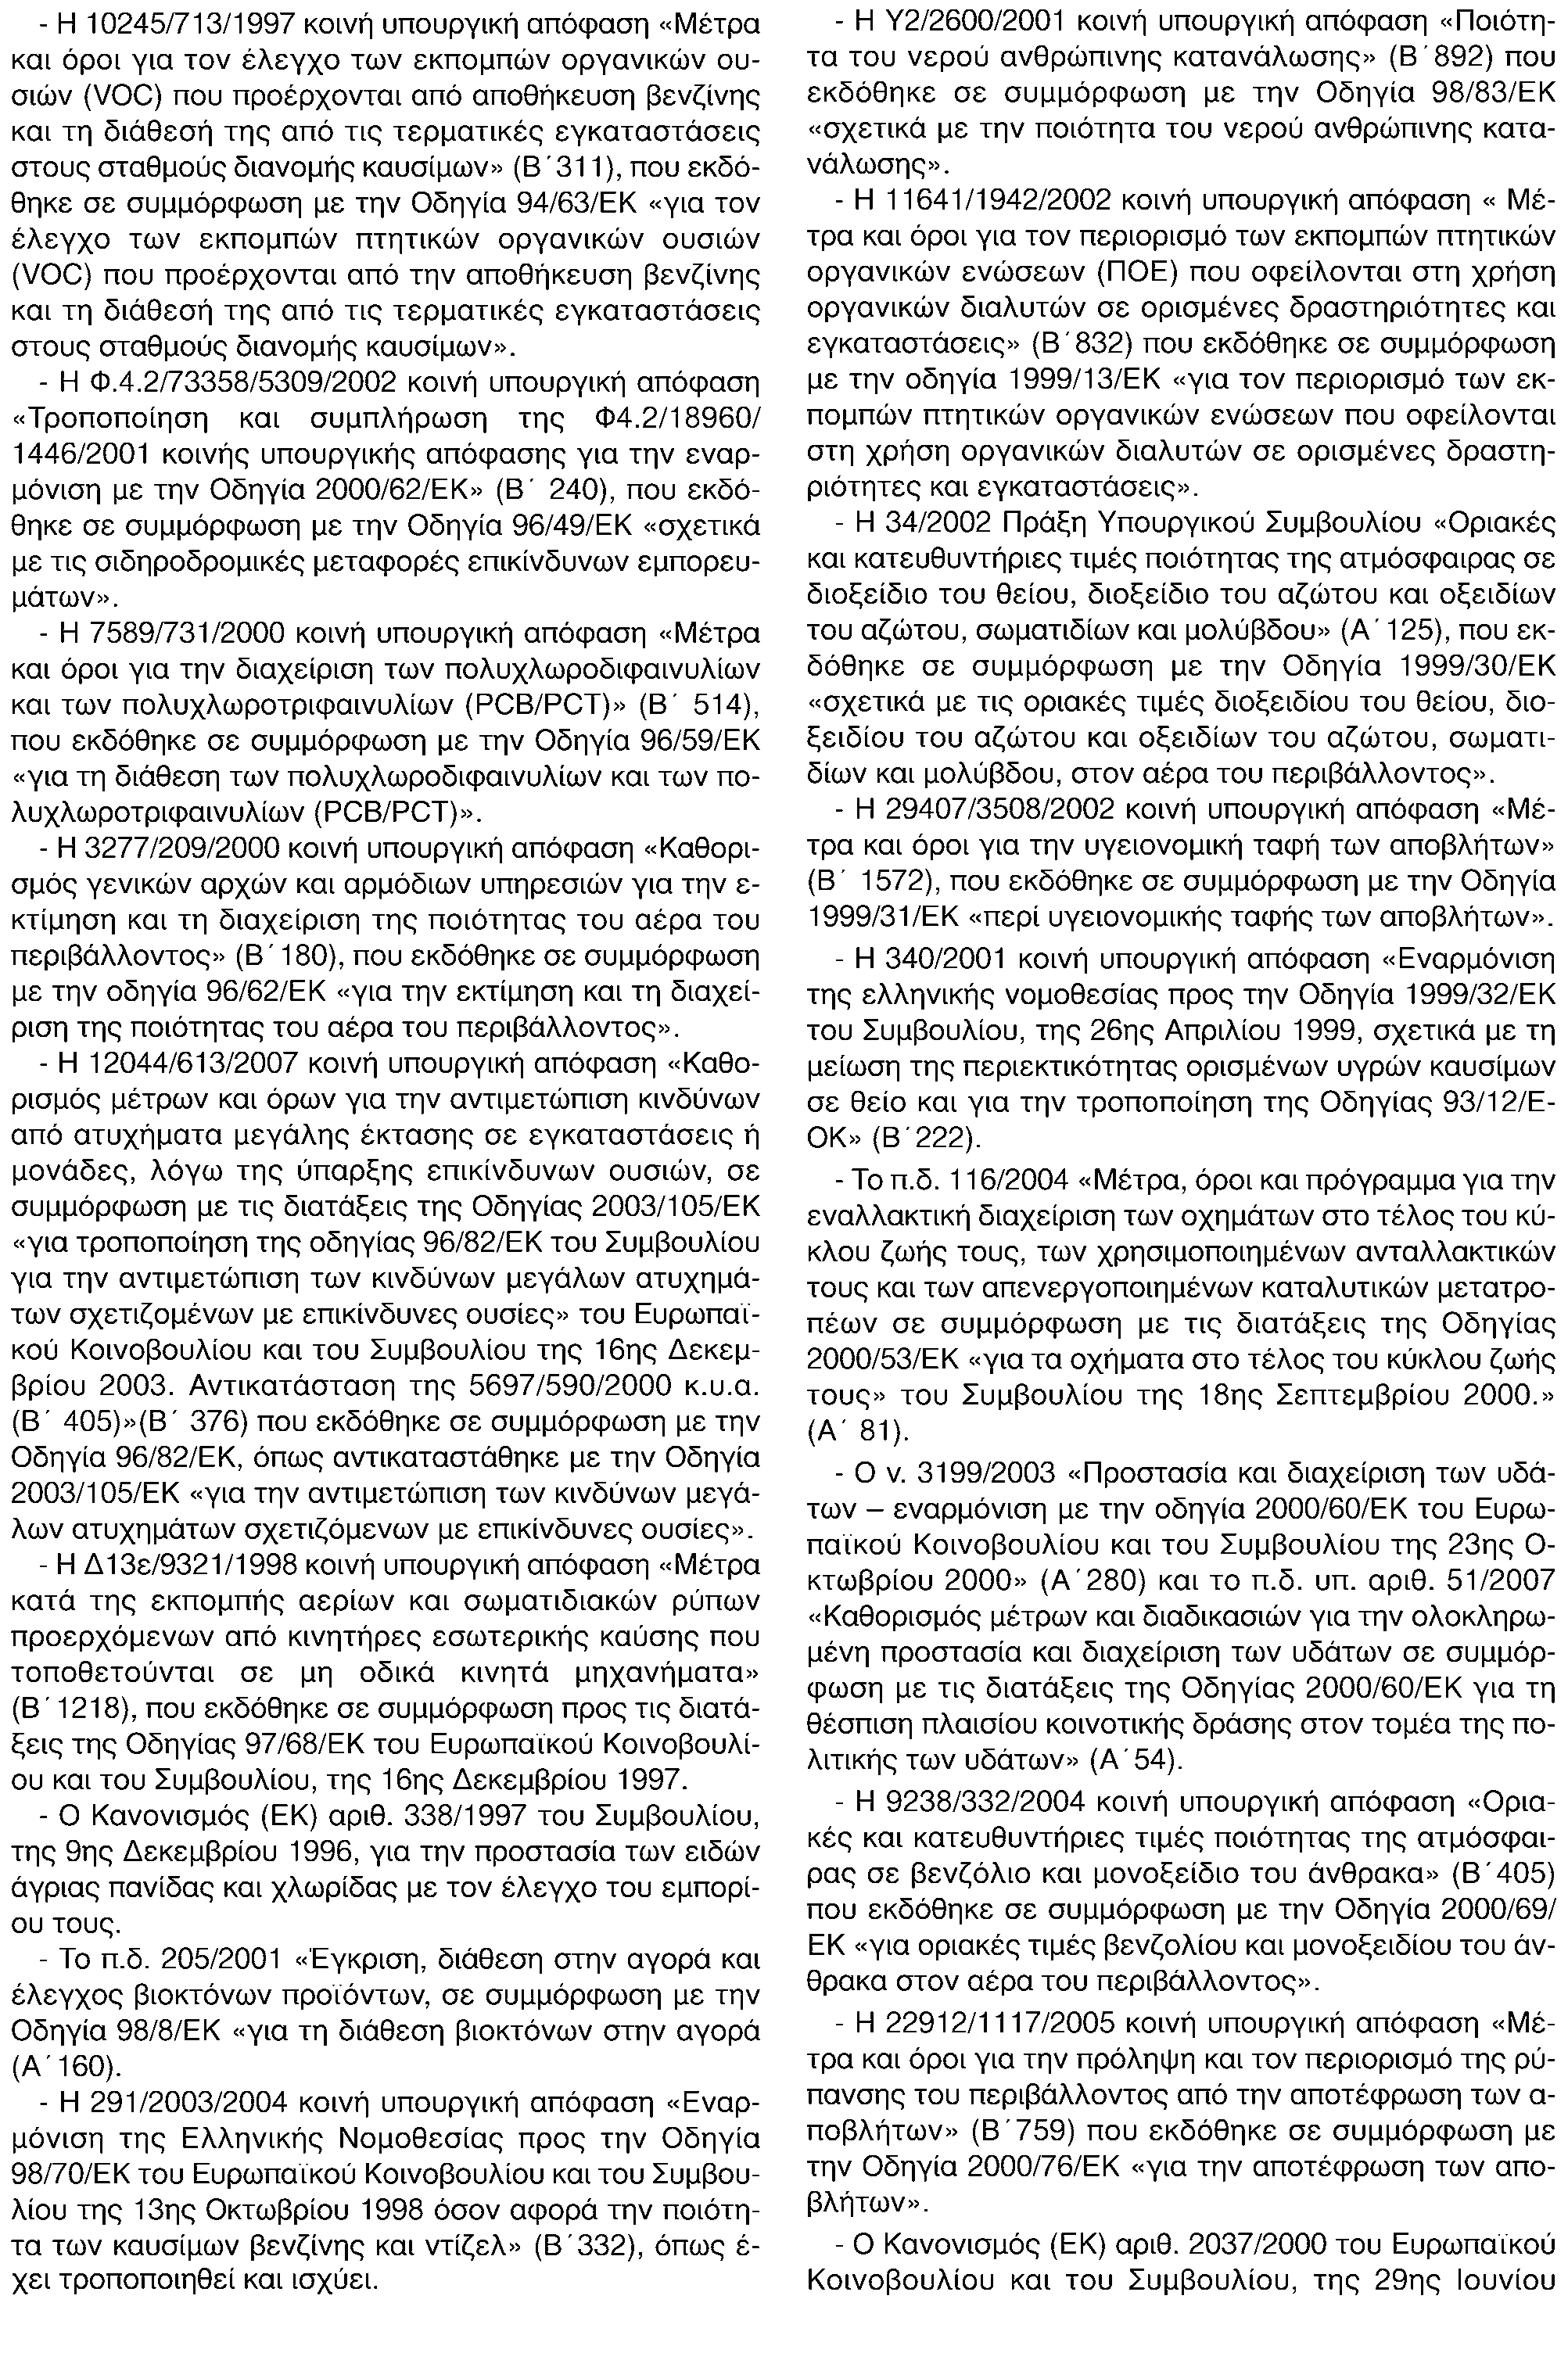 - Η 10245/713/1997 κοινή υπουργική απόφαση «Μέτρα
και όροι για τον έλεγχο των εκπομπών οργανικών ου-
σιών (VOC) που προέρχονται από αποθήκευση βενζίνης
και τη διάθεσή της από τις τερματικές εγκαταστάσεις
στους σταθμούς διανομής καυσίμων» (Β΄311), που εκδό-
θηκε σε συμμόρφωση με την Οδηγία 94/63/ΕΚ «για τον
έλεγχο των εκπομπών πτητικών οργανικών ουσιών
(VOC) που προέρχονται από την αποθήκευση βενζίνης
και τη διάθεσή της από τις τερματικές εγκαταστάσεις
στους σταθμούς διανομής καυσίμων».
- Η Φ.4.2/73358/5309/2002 κοινή υπουργική απόφαση
«Τροποποίηση και συμπλήρωση της Φ4.2/18960/
1446/2001 κοινής υπουργικής απόφασης για την εναρ-
μόνιση με την Οδηγία 2000/62/ΕΚ» (Β΄ 240), που εκδό-
θηκε σε συμμόρφωση με την Οδηγία 96/49/ΕΚ «σχετικά
με τις σιδηροδρομικές μεταφορές επικίνδυνων εμπορευ-
μάτων».
- Η 7589/731/2000 κοινή υπουργική απόφαση «Μέτρα
και όροι για την διαχείριση των πολυχλωροδιφαινυλίων
και των πολυχλωροτριφαινυλίων (PCB/PCT)» (Β΄ 514),
που εκδόθηκε σε συμμόρφωση με την Οδηγία 96/59/ΕΚ
«για τη διάθεση των πολυχλωροδιφαινυλίων και των πο-
λυχλωροτριφαινυλίων (PCB/PCT)».
- Η 3277/209/2000 κοινή υπουργική απόφαση «Καθορι-
σμός γενικών αρχών και αρμόδιων υπηρεσιών για την ε-
κτίμηση και τη διαχείριση της ποιότητας του αέρα του
περιβάλλοντος» (Β΄180), που εκδόθηκε σε συμμόρφωση
με την οδηγία 96/62/ΕΚ «για την εκτίμηση και τη διαχεί-
ριση της ποιότητας του αέρα του περιβάλλοντος».
- Η 12044/613/2007 κοινή υπουργική απόφαση «Καθο-
ρισμός μέτρων και όρων για την αντιμετώπιση κινδύνων
από ατυχήματα μεγάλης έκτασης σε εγκαταστάσεις ή
μονάδες, λόγω της ύπαρξης επικίνδυνων ουσιών, σε
συμμόρφωση με τις διατάξεις της Οδηγίας 2003/105/ΕΚ
«για τροποποίηση της οδηγίας 96/82/ΕΚ του Συμβουλίου
για την αντιμετώπιση των κινδύνων μεγάλων ατυχημά-
των σχετιζομένων με επικίνδυνες ουσίες» του Ευρωπαϊ-
κού Κοινοβουλίου και του Συμβουλίου της 16ης Δεκεμ-
βρίου 2003. Αντικατάσταση της 5697/590/2000 κ.υ.α.
(Β΄ 405)»(Β΄ 376) που εκδόθηκε σε συμμόρφωση με την
Οδηγία 96/82/ΕΚ, όπως αντικαταστάθηκε με την Οδηγία
2003/105/ΕΚ «για την αντιμετώπιση των κινδύνων μεγά-
λων ατυχημάτων σχετιζόμενων με επικίνδυνες ουσίες».
- Η Δ13ε/9321/1998 κοινή υπουργική απόφαση «Μέτρα
κατά της εκπομπής αερίων και σωματιδιακών ρύπων
προερχόμενων από κινητήρες εσωτερικής καύσης που
τοποθετούνται σε μη οδικά κινητά μηχανήματα»
(Β΄1218), που εκδόθηκε σε συμμόρφωση προς τις διατά-
ξεις της Οδηγίας 97/68/ΕΚ του Ευρωπαϊκού Κοινοβουλί-
ου και του Συμβουλίου, της 16ης Δεκεμβρίου 1997.
- Ο Κανονισμός (ΕΚ) αριθ. 338/1997 του Συμβουλίου,
της 9ης Δεκεμβρίου 1996, για την προστασία των ειδών
άγριας πανίδας και χλωρίδας με τον έλεγχο του εμπορί-
ου τους.
- Το π.δ. 205/2001 «Έγκριση, διάθεση στην αγορά και
έλεγχος βιοκτόνων προϊόντων, σε συμμόρφωση με την
Οδηγία 98/8/ΕΚ «για τη διάθεση βιοκτόνων στην αγορά
(Α΄160).
- Η 291/2003/2004 κοινή υπουργική απόφαση «Εναρ-
μόνιση της Ελληνικής Νομοθεσίας προς την Οδηγία
98/70/ΕΚ του Ευρωπαϊκού Κοινοβουλίου και του Συμβου-
λίου της 13ης Οκτωβρίου 1998 όσον αφορά την ποιότη-
τα των καυσίμων βενζίνης και ντίζελ» (Β΄332), όπως έ-
χει τροποποιηθεί και ισχύει.
- Η Υ2/2600/2001 κοινή υπουργική απόφαση «Ποιότη-
τα του νερού ανθρώπινης κατανάλωσης» (Β΄892) που
εκδόθηκε σε συμμόρφωση με την Οδηγία 98/83/ΕΚ
«σχετικά με την ποιότητα του νερού ανθρώπινης κατα-
νάλωσης».
- Η 11641/1942/2002 κοινή υπουργική απόφαση « Μέ-
τρα και όροι για τον περιορισμό των εκπομπών πτητικών
οργανικών ενώσεων (ΠΟΕ) που οφείλονται στη χρήση
οργανικών διαλυτών σε ορισμένες δραστηριότητες και
εγκαταστάσεις» (Β΄832) που εκδόθηκε σε συμμόρφωση
με την οδηγία 1999/13/ΕΚ «για τον περιορισμό των εκ-
πομπών πτητικών οργανικών ενώσεων που οφείλονται
στη χρήση οργανικών διαλυτών σε ορισμένες δραστη-
ριότητες και εγκαταστάσεις».
- Η 34/2002 Πράξη Υπουργικού Συμβουλίου «Οριακές
και κατευθυντήριες τιμές ποιότητας της ατμόσφαιρας σε
διοξείδιο του θείου, διοξείδιο του αζώτου και οξειδίων
του αζώτου, σωματιδίων και μολύβδου» (Α΄125), που εκ-
δόθηκε σε συμμόρφωση με την Οδηγία 1999/30/ΕΚ
«σχετικά με τις οριακές τιμές διοξειδίου του θείου, διο-
ξειδίου του αζώτου και οξειδίων του αζώτου, σωματι-
δίων και μολύβδου, στον αέρα του περιβάλλοντος».
- Η 29407/3508/2002 κοινή υπουργική απόφαση «Μέ-
τρα και όροι για την υγειονομική ταφή των αποβλήτων»
(Β΄ 1572), που εκδόθηκε σε συμμόρφωση με την Οδηγία
1999/31/ΕΚ «περί υγειονομικής ταφής των αποβλήτων».
- Η 340/2001 κοινή υπουργική απόφαση «Εναρμόνιση
της ελληνικής νομοθεσίας προς την Οδηγία 1999/32/ΕΚ
του Συμβουλίου, της 26ης Απριλίου 1999, σχετικά με τη
μείωση της περιεκτικότητας ορισμένων υγρών καυσίμων
σε θείο και για την τροποποίηση της Οδηγίας 93/12/Ε-
ΟΚ» (Β΄222).
- Το π.δ. 116/2004 «Μέτρα, όροι και πρόγραμμα για την
εναλλακτική διαχείριση των οχημάτων στο τέλος του κύ-
κλου ζωής τους, των χρησιμοποιημένων ανταλλακτικών
τους και των απενεργοποιημένων καταλυτικών μετατρο-
πέων σε συμμόρφωση με τις διατάξεις της Οδηγίας
2000/53/ΕΚ «για τα οχήματα στο τέλος του κύκλου ζωής
τους» του Συμβουλίου της 18ης Σεπτεμβρίου 2000.»
(Α΄ 81).
- Ο ν. 3199/2003 «Προστασία και διαχείριση των υδά-
των – εναρμόνιση με την οδηγία 2000/60/ΕΚ του Ευρω-
παϊκού Κοινοβουλίου και του Συμβουλίου της 23ης Ο-
κτωβρίου 2000» (Α΄280) και το π.δ. υπ. αριθ. 51/2007
«Καθορισμός μέτρων και διαδικασιών για την ολοκληρω-
μένη προστασία και διαχείριση των υδάτων σε συμμόρ-
φωση με τις διατάξεις της Οδηγίας 2000/60/ΕΚ για τη
θέσπιση πλαισίου κοινοτικής δράσης στον τομέα της πο-
λιτικής των υδάτων» (Α΄54).
- Η 9238/332/2004 κοινή υπουργική απόφαση «Ορια-
κές και κατευθυντήριες τιμές ποιότητας της ατμόσφαι-
ρας σε βενζόλιο και μονοξείδιο του άνθρακα» (Β΄405)
που εκδόθηκε σε συμμόρφωση με την Οδηγία 2000/69/
ΕΚ «για οριακές τιμές βενζολίου και μονοξειδίου του άν-
θρακα στον αέρα του περιβάλλοντος».
- Η 22912/1117/2005 κοινή υπουργική απόφαση «Μέ-
τρα και όροι για την πρόληψη και τον περιορισμό της ρύ-
πανσης του περιβάλλοντος από την αποτέφρωση των α-
ποβλήτων» (Β΄759) που εκδόθηκε σε συμμόρφωση με
την Οδηγία 2000/76/ΕΚ «για την αποτέφρωση των απο-
βλήτων».
- Ο Κανονισμός (ΕΚ) αριθ. 2037/2000 του Ευρωπαϊκού
Κοινοβουλίου και του Συμβουλίου, της 29ης Ιουνίου